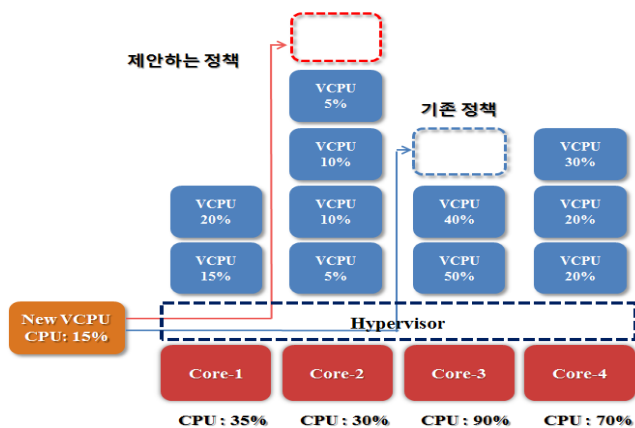 제안하는 정책
VCPU
5%
기존 정책
VCPU
10%
VCPU
30%
VCPU
20%
VCPU
10%
VCPU
40%
VCPU
20%
VCPU
15%
VCPU
5%
VCPU
50%
VCPU
20%
New VCPU
CPU: 15%
Hypervisor
Core-1
Core-2
Core-3
Core-4
CPU : 35%
CPU : 30%
CPU : 90%
CPU : 70%